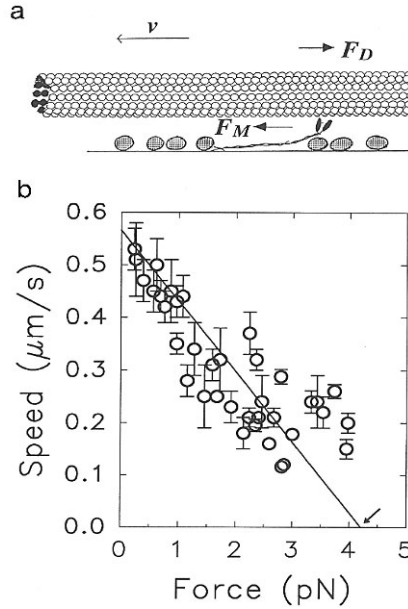 a
v
F_D
F_M
b
Speed (μm/s)
0.6
0.5
0.4
0.3
0.2
0.1
0.0
0 1 2 3 4 5
Force (pN)